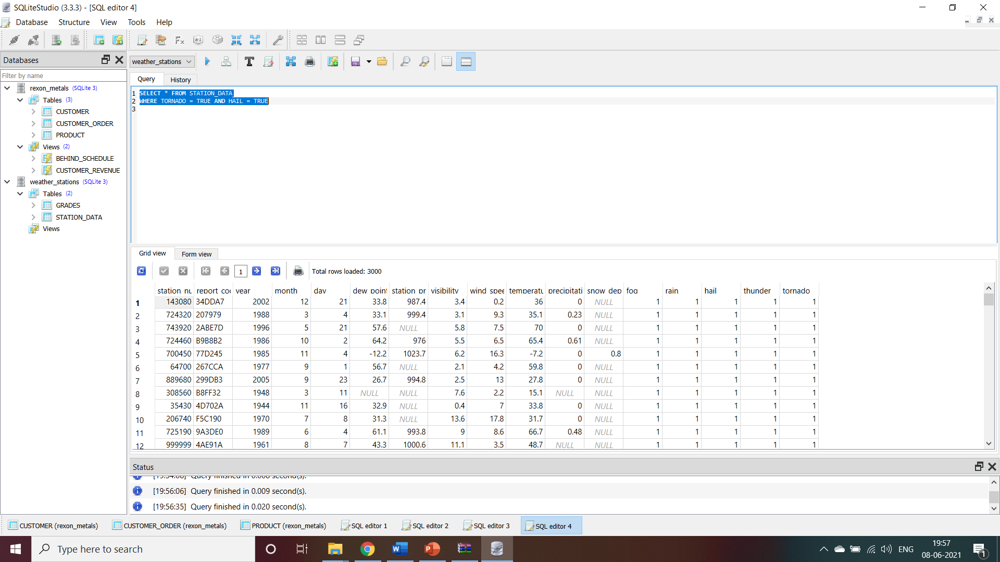 SQLiteStudio (3.3.3) - [SQL editor 4]
Database Structure View Tools Help
Databases
Filter by name
rexon_metals (SQLite 3)
Tables (3)
CUSTOMER
CUSTOMER_ORDER
PRODUCT
Views (2)
BEHIND_SCHEDULE
CUSTOMER_REVENUE
weather_stations (SQLite 3)
Tables (2)
GRADES
STATION_DATA
Views
weather_stations
Query History
1 SELECT * FROM STATION_DATA
2 WHERE TORNADO = TRUE AND HAIL = TRUE
3
Grid view Form view
1 Total rows loaded: 3000
station_nu report_coc year month day dew_point station_pr visibility wind_spee temperatu precipitati snow_dep fog rain hail thunder tornado
1 143080 34DDA7 2002 12 21 33.8 987.4 3.4 0.2 36 0 NULL 1 1 1 1 1
2 724320 207979 1988 3 4 33.1 999.4 3.1 9.3 35.1 0.23 NULL 1 1 1 1 1
3 743920 2ABE7D 1996 5 21 57.6 NULL 5.8 7.5 70 0 NULL 1 1 1 1 1
4 724460 B9B8B2 1986 10 2 64.2 976 5.5 6.5 65.4 0.61 NULL 1 1 1 1 1
5 700450 77D245 1985 11 4 -12.2 1023.7 6.2 16.3 -7.2 0 0.8 1 1 1 1 1
6 64700 267CCA 1977 9 1 56.7 NULL 2.1 4.2 59.8 0 NULL 1 1 1 1 1
7 889680 299DB3 2005 9 23 26.7 994.8 2.5 13 27.8 0 NULL 1 1 1 1 1
8 308560 B8FF32 1948 3 11 NULL NULL 7.6 2.2 15.1 NULL NULL 1 1 1 1 1
9 35430 4D702A 1944 11 16 32.9 NULL 0.4 7 33.8 0 NULL 1 1 1 1 1
10 206740 F5C190 1970 7 8 31.3 NULL 13.6 17.8 31.7 0 NULL 1 1 1 1 1
11 725190 9A3DE0 1989 6 4 61.1 993.8 9 8.6 66.7 0.48 NULL 1 1 1 1 1
12 999999 4AE91A 1961 8 7 43.3 1000.6 11.1 3.5 48.7 NULL NULL 1 1 1 1 1
Status
[19:54:08] Query finished in 0.008 second(s).
[19:56:06] Query finished in 0.009 second(s).
[19:56:35] Query finished in 0.020 second(s).
CUSTOMER (rexon_metals) CUSTOMER_ORDER (rexon_metals) PRODUCT (rexon_metals) SQL editor 1 SQL editor 2 SQL editor 3 SQL editor 4
Type here to search
ENG
19:57
08-06-2021
1